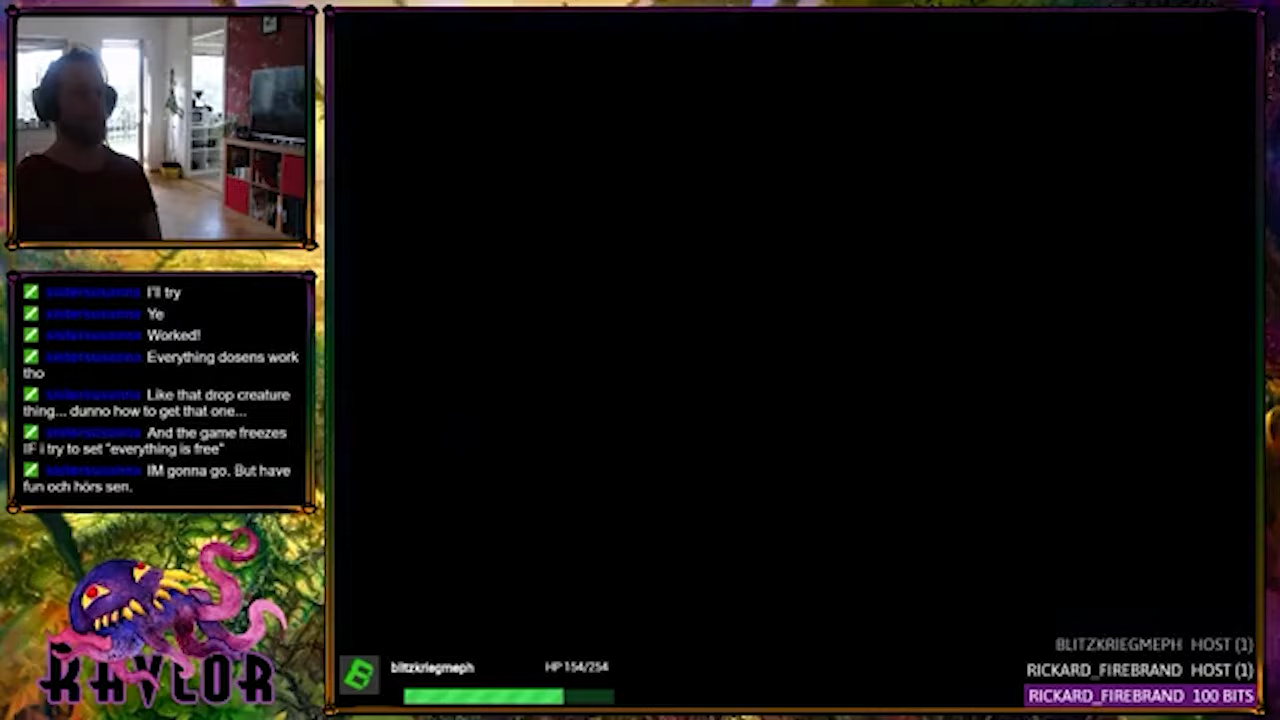 I'll try
Ye
Worked!
Everything dosens work
tho
Like that drop creature
thing... dunno how to get that one...
And the game freezes
IF i try to set "everything is free"
IM gonna go. But have
fun och hörs sen.
KAYLOR
blitzkriegmeph HP 154/254
BLITZKRIEGMEPH HOST (1)
RICKARD_FIREBRAND HOST (1)
RICKARD_FIREBRAND 100 BITS